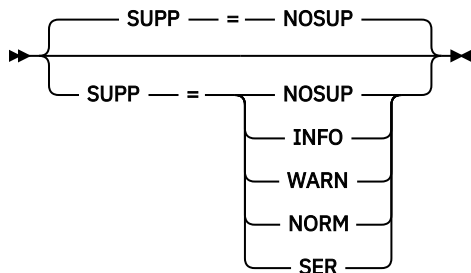 SUPP = NOSUP
SUPP = NOSUP
INFO
WARN
NORM
SER